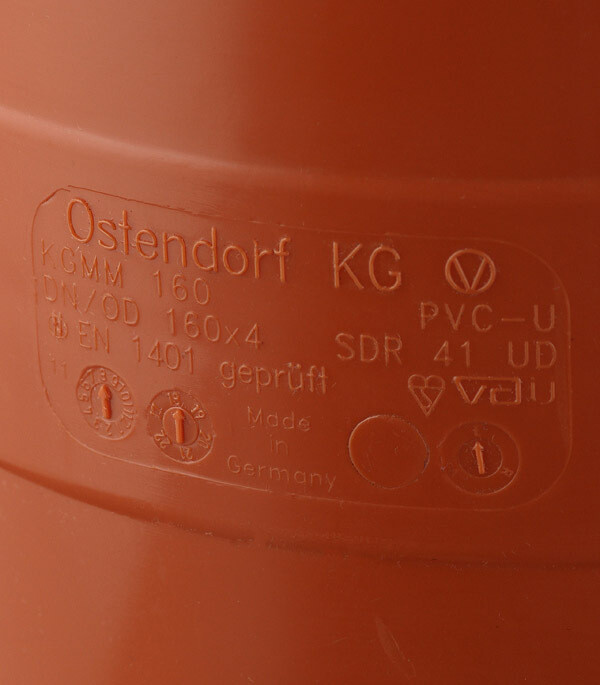 Ostendorf KG
KGMM 160
DN/OD 160x4
EN 1401 geprüft
PVC-U
SDR 41 UD
Made
in
Germany